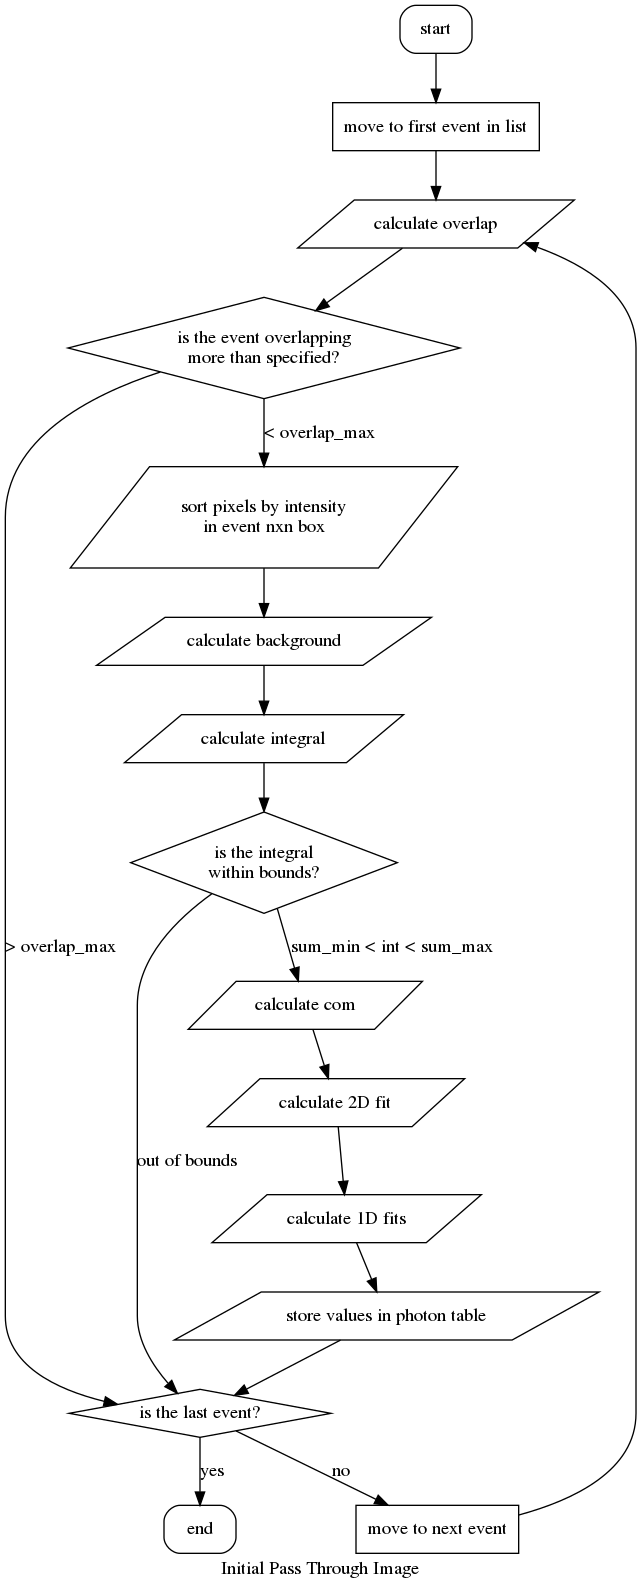 start
move to first event in list
calculate overlap
is the event overlapping
more than specified?
< overlap_max
sort pixels by intensity
in event nxn box
calculate background
calculate integral
is the integral
within bounds?
> overlap_max
sum_min < int < sum_max
calculate com
calculate 2D fit
out of bounds
calculate 1D fits
store values in photon table
is the last event?
yes
no
end
move to next event
Initial Pass Through Image